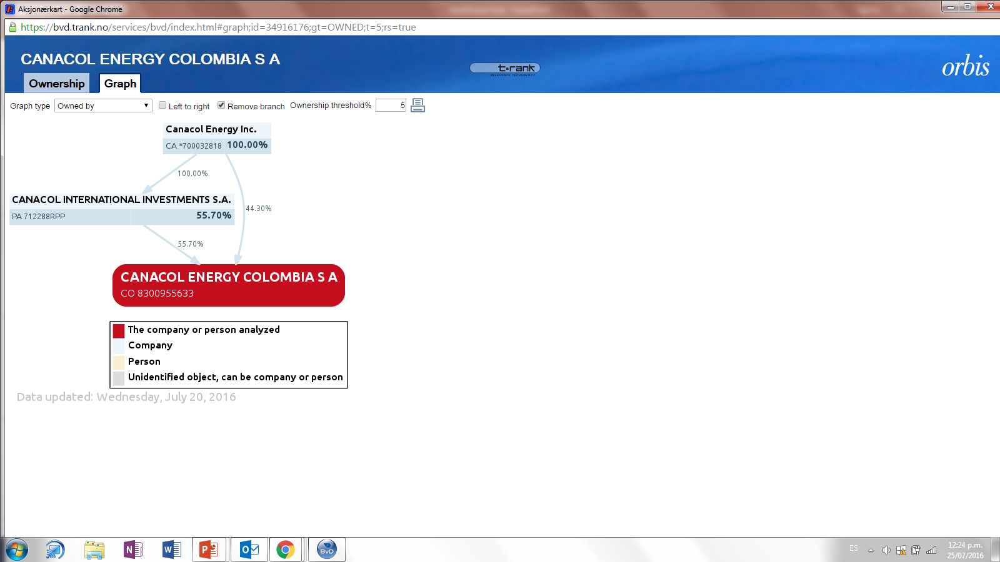 Aksjonærkart - Google Chrome
https://bvd.trank.no/services/bvd/index.html#graph;id=34916176;gt=OWNED;t=5;rs=true
CANACOL ENERGY COLOMBIA S A
t-rank
RELEVANCE TECHNOLOGY
orbis
Ownership
Graph
Graph type
Owned by
Left to right
Remove branch
Ownership threshold%
5
Canacol Energy Inc.
CA *700032818 100.00%
100.00%
CANACOL INTERNATIONAL INVESTMENTS S.A.
PA 712288RPP 55.70%
44.30%
55.70%
CANACOL ENERGY COLOMBIA S A
CO 8300955633
The company or person analyzed
Company
Person
Unidentified object, can be company or person
Data updated: Wednesday, July 20, 2016
BvD
ES
12:24 p.m.
25/07/2016